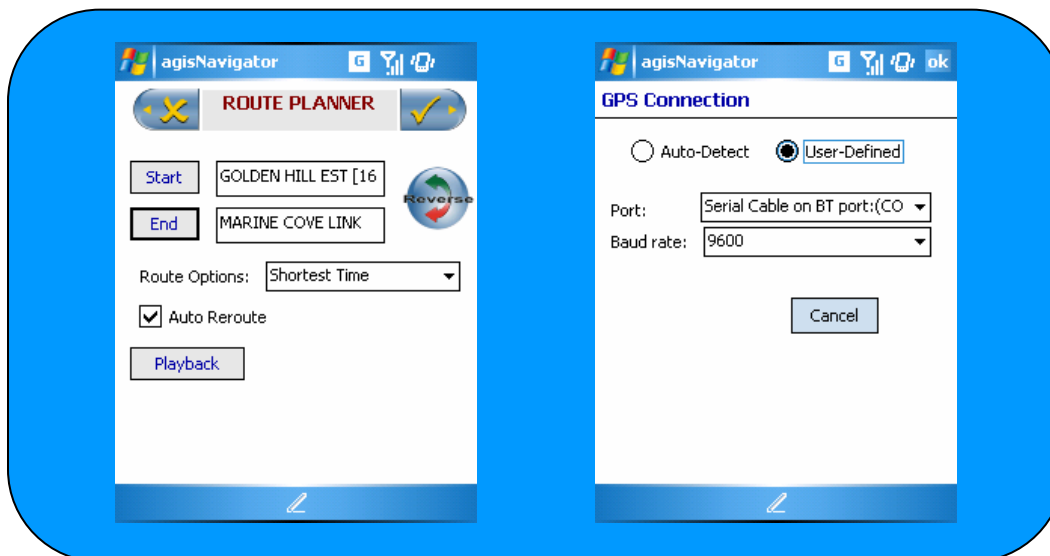 agisNavigator G
ROUTE PLANNER
Start GOLDEN HILL EST [16
Reverse
End MARINE COVE LINK
Route Options: Shortest Time
Auto Reroute
Playback
agisNavigator G ok
GPS Connection
Auto-Detect User-Defined
Port: Serial Cable on BT port:(CO
Baud rate: 9600
Cancel